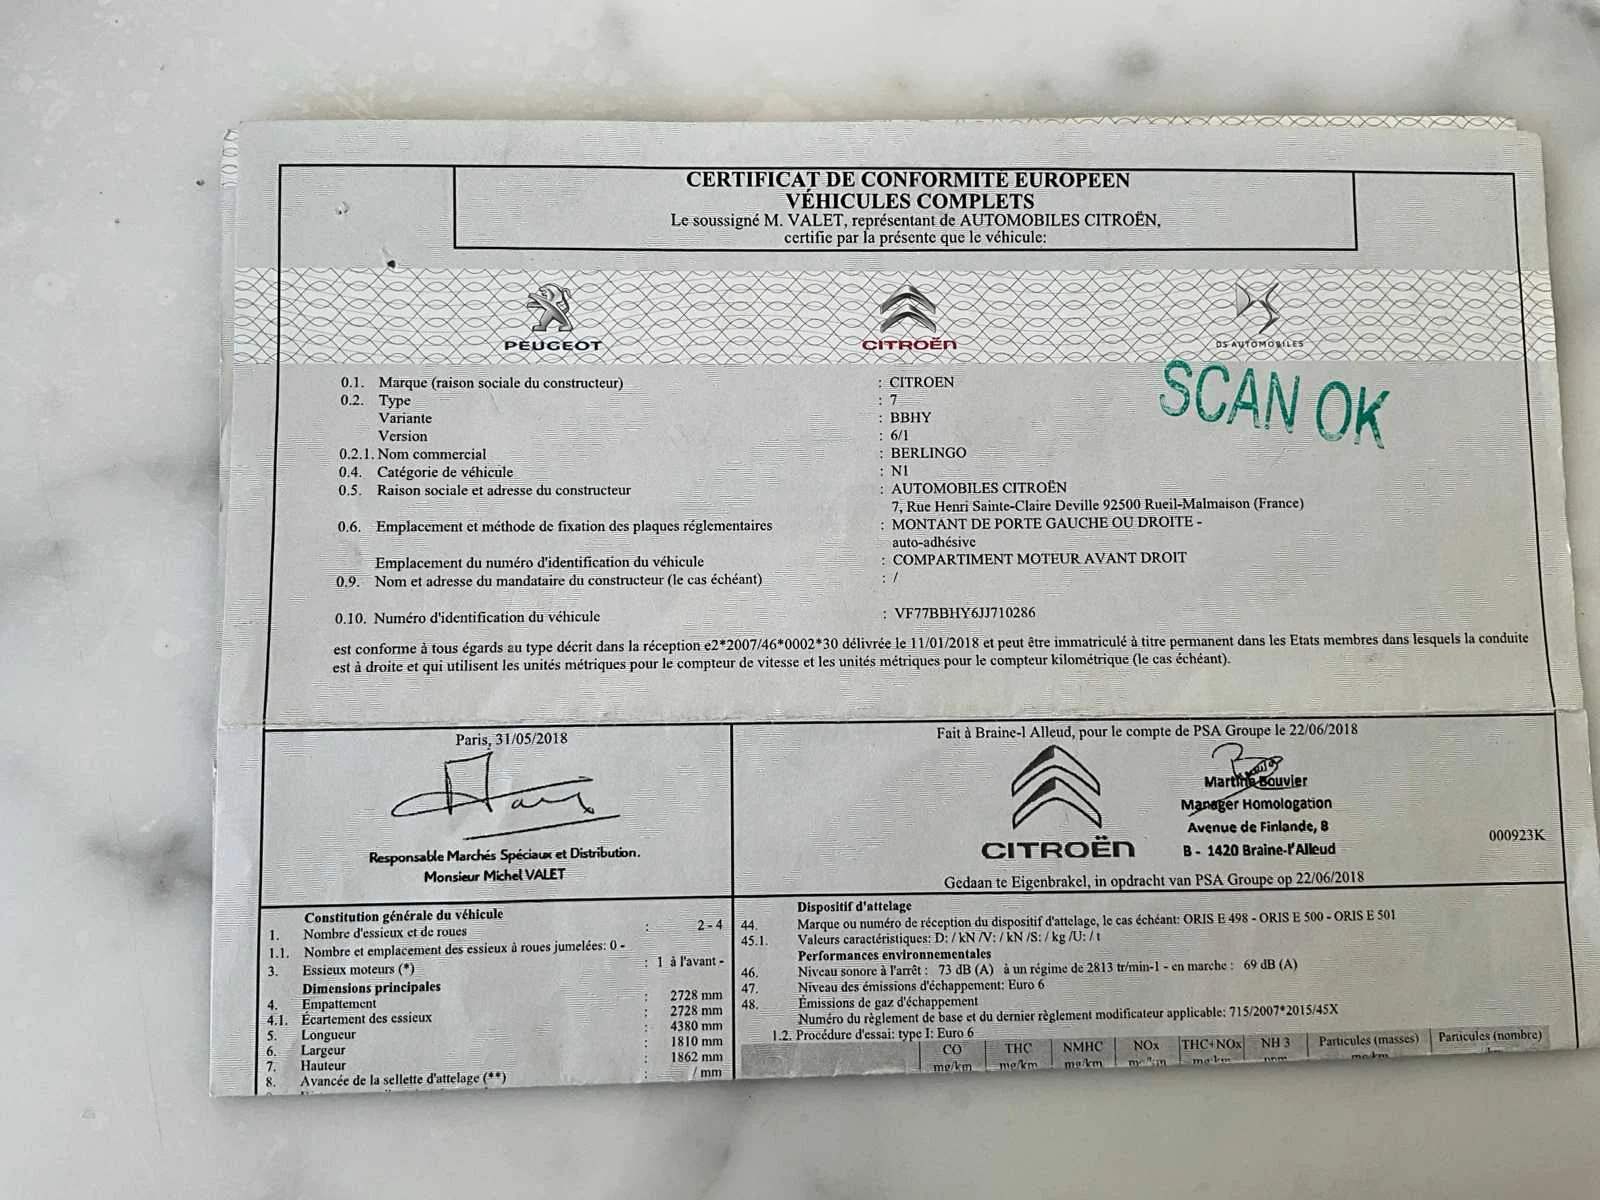 CERTIFICAT DE CONFORMITE EUROPEEN
VÉHICULES COMPLETS
Le soussigné M. VALET, représentant de AUTOMOBILES CITROËN,
certifie par la présente que le véhicule:
PEUGEOT
CITROËN
DS AUTOMOBILES
SCAN OK
0.1. Marque (raison sociale du constructeur) : CITROEN
0.2. Type : 7
Variante : BBHY
Version : 6/1
0.2.1. Nom commercial : BERLINGO
0.4. Catégorie de véhicule : N1
0.5. Raison sociale et adresse du constructeur : AUTOMOBILES CITROËN
7, Rue Henri Sainte-Claire Deville 92500 Rueil-Malmaison (France)
0.6. Emplacement et méthode de fixation des plaques réglementaires : MONTANT DE PORTE GAUCHE OU DROITE -
auto-adhésive
Emplacement du numéro d'identification du véhicule : COMPARTIMENT MOTEUR AVANT DROIT
0.9. Nom et adresse du mandataire du constructeur (le cas échéant) : /
0.10. Numéro d'identification du véhicule : VF77BBHY6JJ710286
est conforme à tous égards au type décrit dans la réception e2*2007/46*0002*30 délivrée le 11/01/2018 et peut être immatriculé à titre permanent dans les Etats membres dans lesquels la conduite
est à droite et qui utilisent les unités métriques pour le compteur de vitesse et les unités métriques pour le compteur kilométrique (le cas échéant).
Paris, 31/05/2018
Responsable Marchés Spéciaux et Distribution.
Monsieur Michel VALET
Fait à Braine-l Alleud, pour le compte de PSA Groupe le 22/06/2018
CITROËN
Martine Bouvier
Manager Homologation
Avenue de Finlande, 8
B - 1420 Braine-l'Alleud
000923K
Gedaan te Eigenbrakel, in opdracht van PSA Groupe op 22/06/2018
Constitution générale du véhicule
1. Nombre d'essieux et de roues : 2 - 4
1.1. Nombre et emplacement des essieux à roues jumelées: 0 -
3. Essieux moteurs (*) : 1 à l'avant -
Dimensions principales
4. Empattement : 2728 mm
4.1. Écartement des essieux : 2728 mm
5. Longueur : 4380 mm
6. Largeur : 1810 mm
7. Hauteur : 1862 mm
8. Avancée de la sellette d'attelage (**) : / mm
Dispositif d'attelage
44. Marque ou numéro de réception du dispositif d'attelage, le cas échéant: ORIS E 498 - ORIS E 500 - ORIS E 501
45.1. Valeurs caractéristiques: D: / kN /V: / kN /S: / kg /U: / t
Performances environnementales
46. Niveau sonore à l'arrêt : 73 dB (A) à un régime de 2813 tr/min-1 - en marche : 69 dB (A)
47. Niveau des émissions d'échappement: Euro 6
48. Émissions de gaz d'échappement
Numéro du règlement de base et du dernier règlement modificateur applicable: 715/2007*2015/45X
1.2. Procédure d'essai: type I: Euro 6
CO THC NMHC NOx THC+NOx NH 3 Particules (masses) Particules (nombre)
mg/km mg/km mg/km mg/km mg/km ppm mg/km